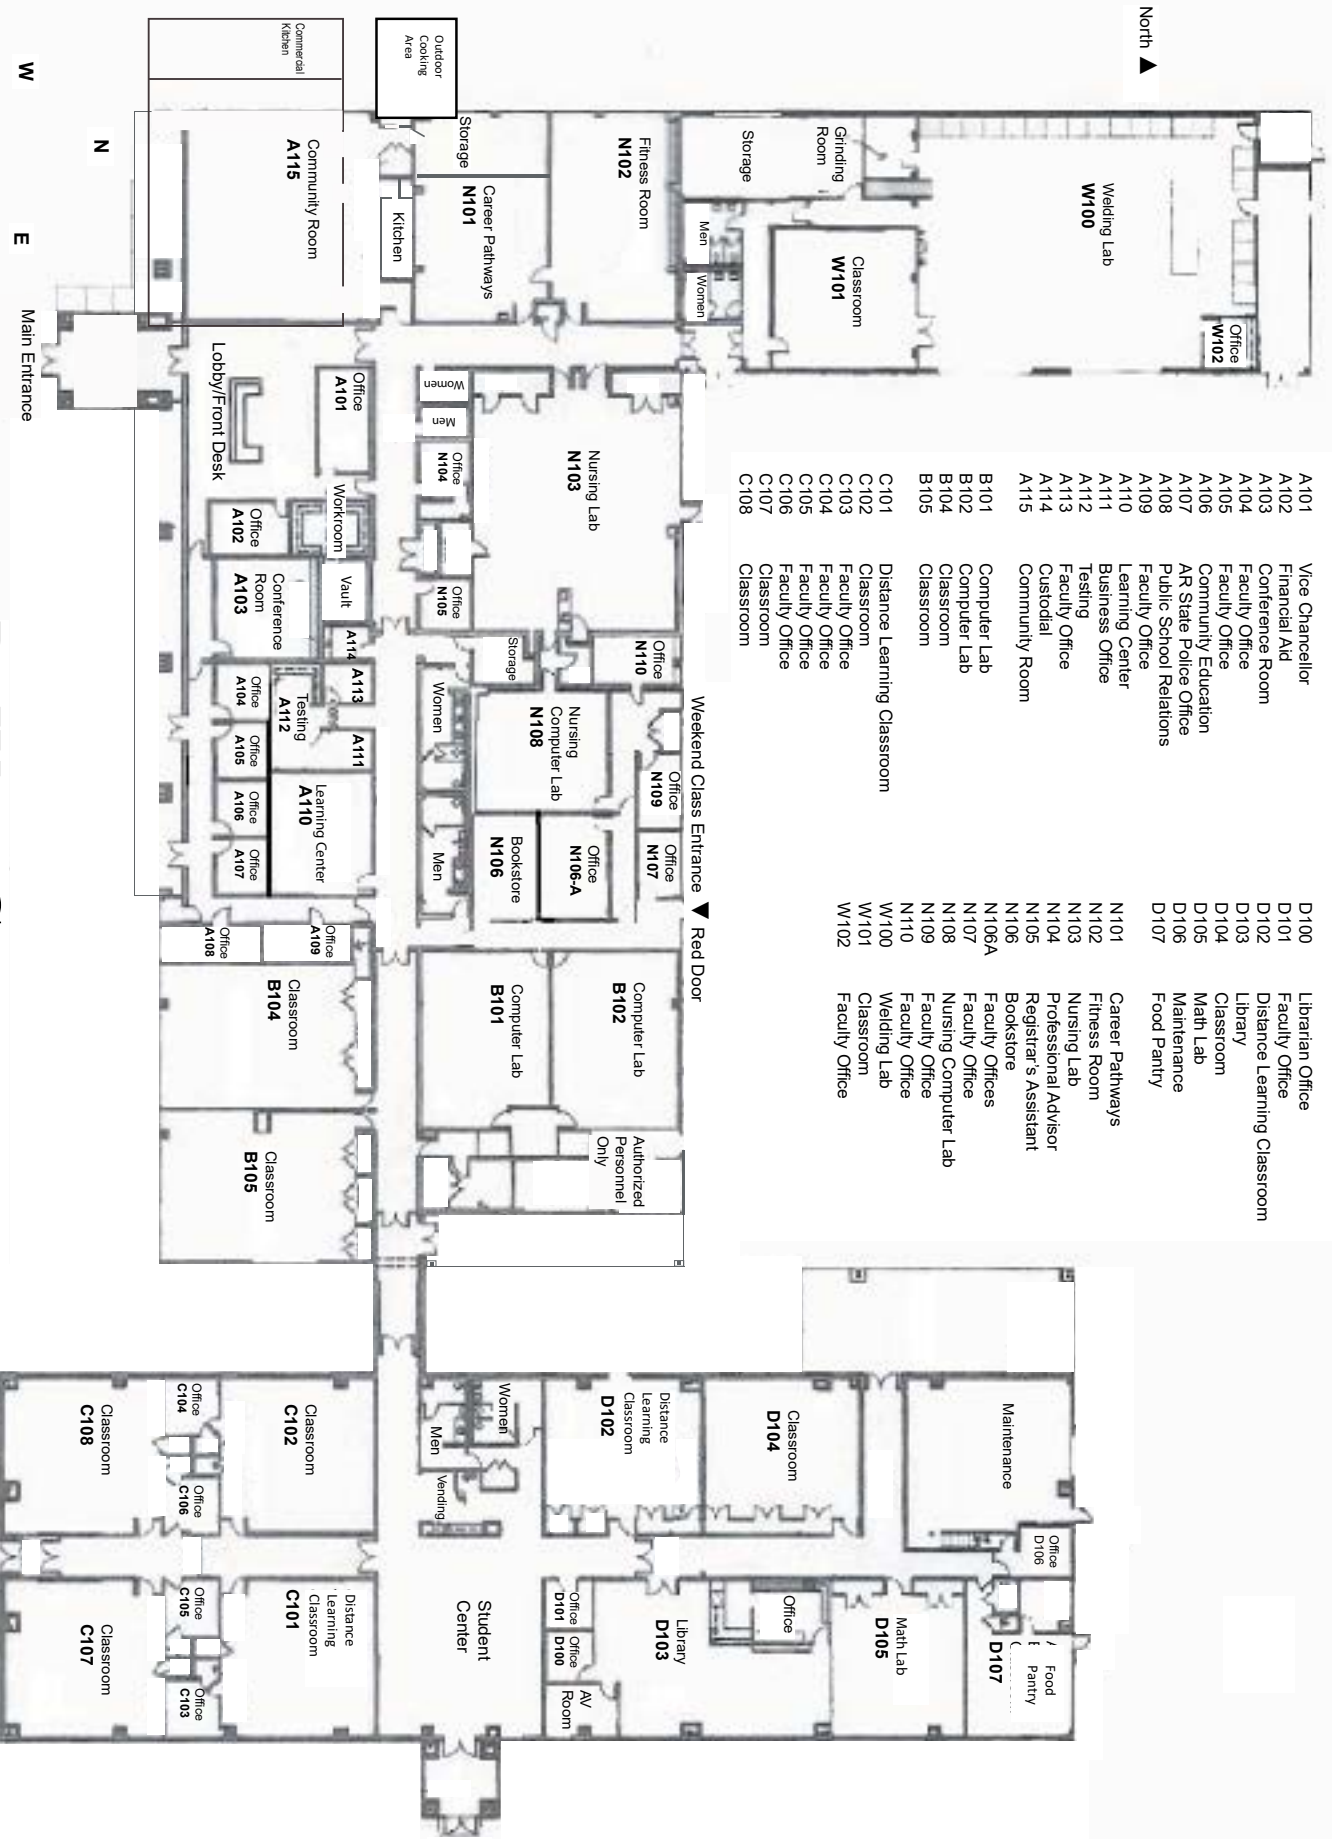 North ▲
A101 Vice Chancellor
A102 Financial Aid
A103 Conference Room
A104 Faculty Office
A105 Faculty Office
A106 Community Education
A107 AR State Police Office
A108 Public School Relations
A109 Faculty Office
A110 Learning Center
A111 Business Office
A112 Testing
A113 Faculty Office
A114 Custodial
A115 Community Room
B101 Computer Lab
B102 Computer Lab
B104 Classroom
B105 Classroom
C101 Distance Learning Classroom
C102 Classroom
C103 Faculty Office
C104 Faculty Office
C105 Faculty Office
C106 Faculty Office
C107 Classroom
C108 Classroom
D100 Librarian Office
D101 Faculty Office
D102 Distance Learning Classroom
D103 Library
D104 Classroom
D105 Math Lab
D106 Maintenance
D107 Food Pantry
N101 Career Pathways
N102 Fitness Room
N103 Nursing Lab
N104 Professional Advisor
N105 Registrar's Assistant
N106 Bookstore
N106A Faculty Offices
N107 Faculty Office
N108 Nursing Computer Lab
N109 Faculty Office
N110 Faculty Office
W100 Welding Lab
W101 Classroom
W102 Faculty Office
Office
W102
Welding Lab
W100
Classroom
W101
Grinding
Room
Storage
Men
Women
Weekend Class Entrance ▼ Red Door
Fitness Room
N102
Career Pathways
N101
Storage
Kitchen
Outdoor
Cooking
Area
Commercial
Kitchen
Community Room
A115
Nursing Lab
N103
Women
Men
Office
N104
Office
N105
Storage
Office
N110
Office
N109
Office
N107
Nursing
Computer Lab
N108
Office
N106-A
Bookstore
N106
Women
Men
Computer Lab
B102
Computer Lab
B101
Authorized
Personnel
Only
Office
A101
Lobby/Front Desk
Workroom
Office
A102
Vault
Conference
Room
A103
A114
A113
A111
Testing
A112
Office
A104
Office
A105
Office
A106
Office
A107
Learning Center
A110
Office
A109
Office
A108
Classroom
B104
Classroom
B105
Maintenance
Office
D106
Food
Pantry
D107
Classroom
D104
Math Lab
D105
Distance
Learning
Classroom
D102
Office
Library
D103
Office
D101
Office
D100
AV
Room
Women
Men
Vending
Student
Center
Classroom
C102
Distance
Learning
Classroom
C101
Office
C104
Office
C106
Office
C105
Office
C103
Classroom
C108
Classroom
C107
Main Entrance
N
W
E